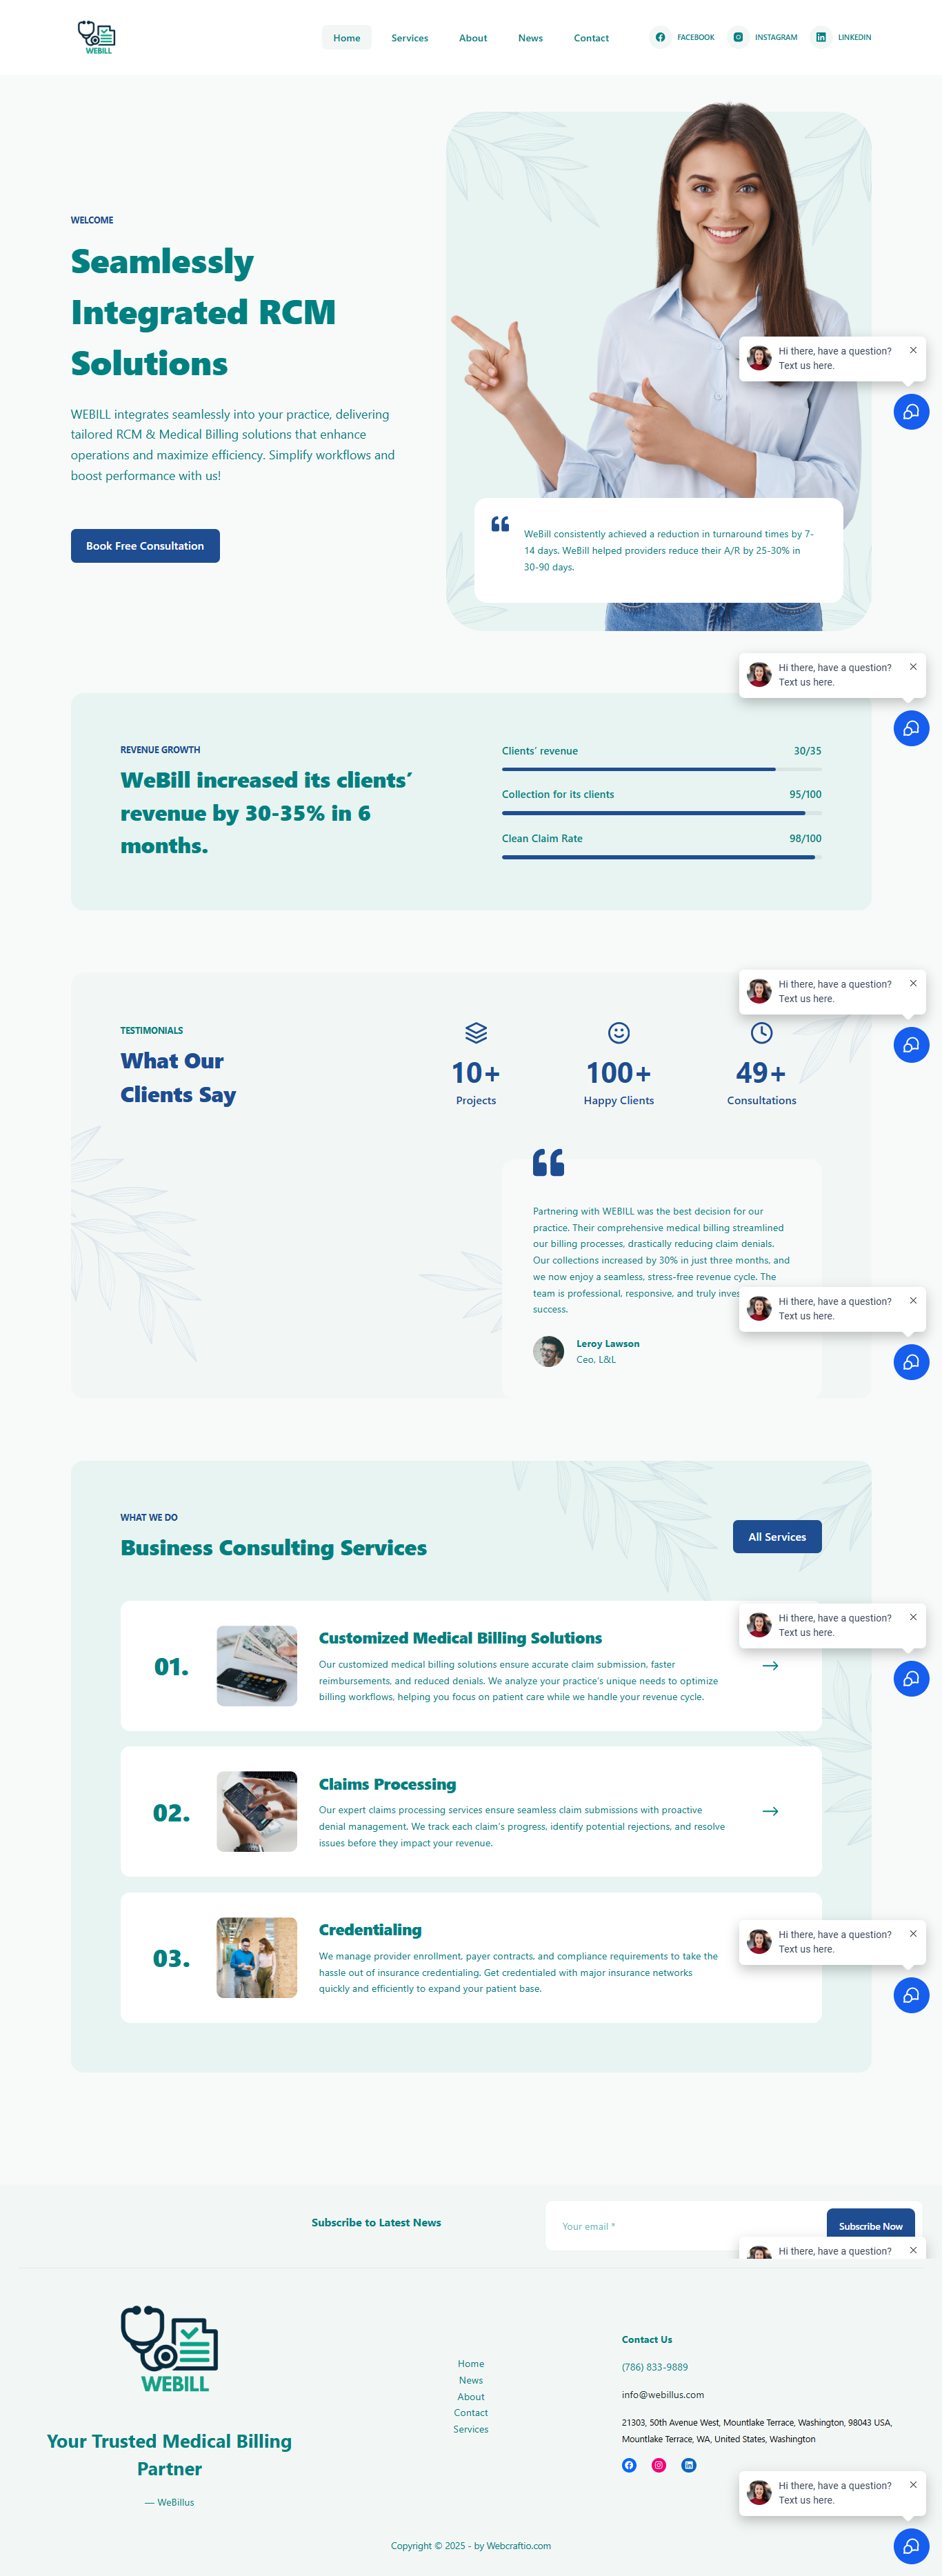 WEBILL
Home
Services
About
News
Contact
FACEBOOK
INSTAGRAM
LINKEDIN
WELCOME
Seamlessly
Integrated RCM
Solutions
WEBILL integrates seamlessly into your practice, delivering
tailored RCM & Medical Billing solutions that enhance
operations and maximize efficiency. Simplify workflows and
boost performance with us!
Book Free Consultation
Hi there, have a question?
Text us here.
WeBill consistently achieved a reduction in turnaround times by 7-
14 days. WeBill helped providers reduce their A/R by 25-30% in
30-90 days.
Hi there, have a question?
Text us here.
REVENUE GROWTH
WeBill increased its clients’
revenue by 30-35% in 6
months.
Clients’ revenue
30/35
Collection for its clients
95/100
Clean Claim Rate
98/100
Hi there, have a question?
Text us here.
TESTIMONIALS
What Our
Clients Say
10+
Projects
100+
Happy Clients
49+
Consultations
Partnering with WEBILL was the best decision for our
practice. Their comprehensive medical billing streamlined
our billing processes, drastically reducing claim denials.
Our collections increased by 30% in just three months, and
we now enjoy a seamless, stress-free revenue cycle. The
team is professional, responsive, and truly
success.
Hi there, have a question?
Text us here.
Leroy Lawson
Ceo, L&L
WHAT WE DO
Business Consulting Services
All Services
Hi there, have a question?
Text us here.
01.
Customized Medical Billing Solutions
Our customized medical billing solutions ensure accurate claim submission, faster
reimbursements, and reduced denials. We analyze your practice’s unique needs to optimize
billing workflows, helping you focus on patient care while we handle your revenue cycle.
02.
Claims Processing
Our expert claims processing services ensure seamless claim submissions with proactive
denial management. We track each claim’s progress, identify potential rejections, and resolve
issues before they impact your revenue.
03.
Credentialing
We manage provider enrollment, payer contracts, and compliance requirements to take the
hassle out of insurance credentialing. Get credentialed with major insurance networks
quickly and efficiently to expand your patient base.
Hi there, have a question?
Text us here.
Subscribe to Latest News
Your email *
Subscribe Now
Hi there, have a question?
WEBILL
Your Trusted Medical Billing
Partner
— WeBillus
Home
News
About
Contact
Services
Contact Us
(786) 833-9889
info@webillus.com
21303, 50th Avenue West, Mountlake Terrace, Washington, 98043 USA,
Mountlake Terrace, WA, United States, Washington
Hi there, have a question?
Text us here.
Copyright © 2025 - by Webcraftio.com